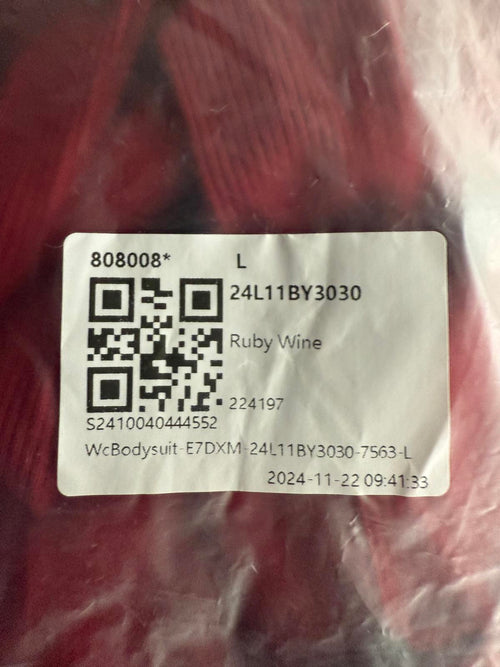 808008* L
24L11BY3030
Ruby Wine
224197
S2410040444552
WcBodysuit-E7DXM-24L11BY3030-7563-L
2024-11-22 09:41:33